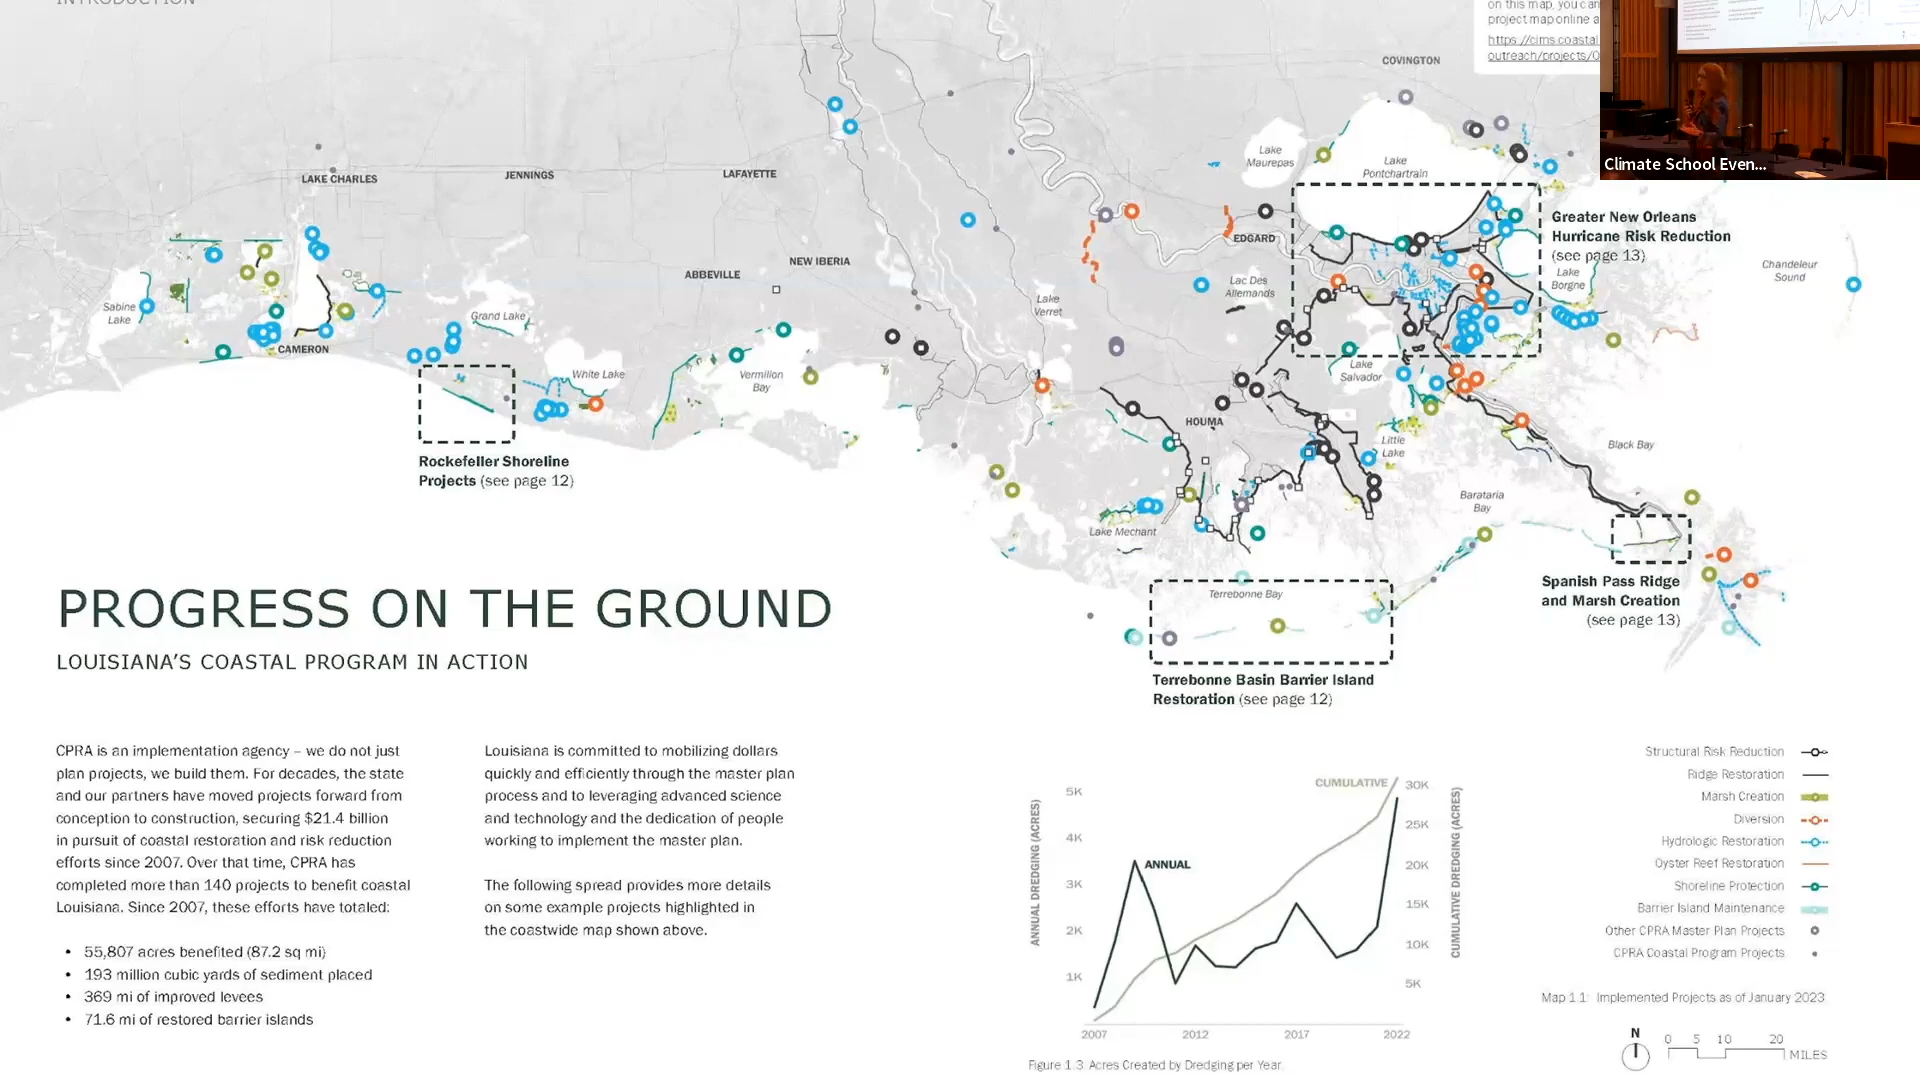 INTRODUCTION
on this map, you can
project map online a
https://cims.coastal
outreach/projects/
Climate School Even...
COVINGTON
Lake
Maurepas
Lake
Pontchartrain
LAKE CHARLES
JENNINGS
LAFAYETTE
Greater New Orleans
Hurricane Risk Reduction
(see page 13)
EDGARD
NEW IBERIA
ABBEVILLE
Lake
Borgne
Chandeleur
Sound
Lac Des
Allemands
Sabine
Lake
Grand Lake
Lake
Verret
CAMERON
White Lake
Vermilion
Bay
Lake
Salvador
HOUMA
Little
Lake
Black Bay
Rockefeller Shoreline
Projects (see page 12)
Barataria
Bay
Lake Mechant
Terrebonne Bay
Spanish Pass Ridge
and Marsh Creation
(see page 13)
Terrebonne Basin Barrier Island
Restoration (see page 12)
PROGRESS ON THE GROUND
LOUISIANA'S COASTAL PROGRAM IN ACTION
CPRA is an implementation agency – we do not just
plan projects, we build them. For decades, the state
and our partners have moved projects forward from
conception to construction, securing $21.4 billion
in pursuit of coastal restoration and risk reduction
efforts since 2007. Over that time, CPRA has
completed more than 140 projects to benefit coastal
Louisiana. Since 2007, these efforts have totaled:
• 55,807 acres benefited (87.2 sq mi)
• 193 million cubic yards of sediment placed
• 369 mi of improved levees
• 71.6 mi of restored barrier islands
Louisiana is committed to mobilizing dollars
quickly and efficiently through the master plan
process and to leveraging advanced science
and technology and the dedication of people
working to implement the master plan.
The following spread provides more details
on some example projects highlighted in
the coastwide map shown above.
ANNUAL DREDGING (ACRES)
5K
4K
3K
2K
1K
CUMULATIVE
ANNUAL
30K
25K
20K
15K
10K
5K
CUMULATIVE DREDGING (ACRES)
2007
2012
2017
2022
Figure 1.3 Acres Created by Dredging per Year.
Structural Risk Reduction
Ridge Restoration
Marsh Creation
Diversion
Hydrologic Restoration
Oyster Reef Restoration
Shoreline Protection
Barrier Island Maintenance
Other CPRA Master Plan Projects
CPRA Coastal Program Projects
Map 1.1: Implemented Projects as of January 2023
N
0 5 10 20
MILES